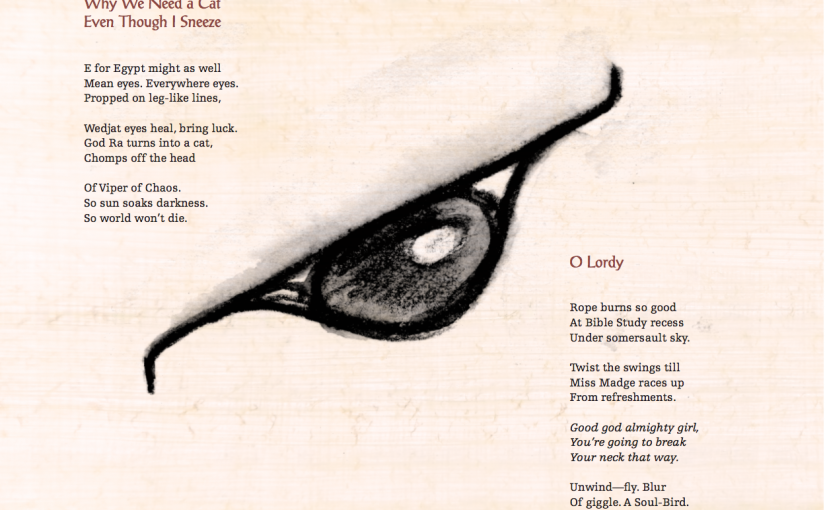 Why We Need a Cat
Even Though I Sneeze
E for Egypt might as well
Mean eyes. Everywhere eyes.
Propped on leg-like lines,
Wedjat eyes heal, bring luck.
God Ra turns into a cat,
Chomps off the head
Of Viper of Chaos.
So sun soaks darkness.
So world won't die.
O Lordy
Rope burns so good
At Bible Study recess
Under somersault sky.
Twist the swings till
Miss Madge races up
From refreshments.
Good god almighty girl,
You're going to break
Your neck that way.
Unwind—fly. Blur
Of giggle. A Soul-Bird.